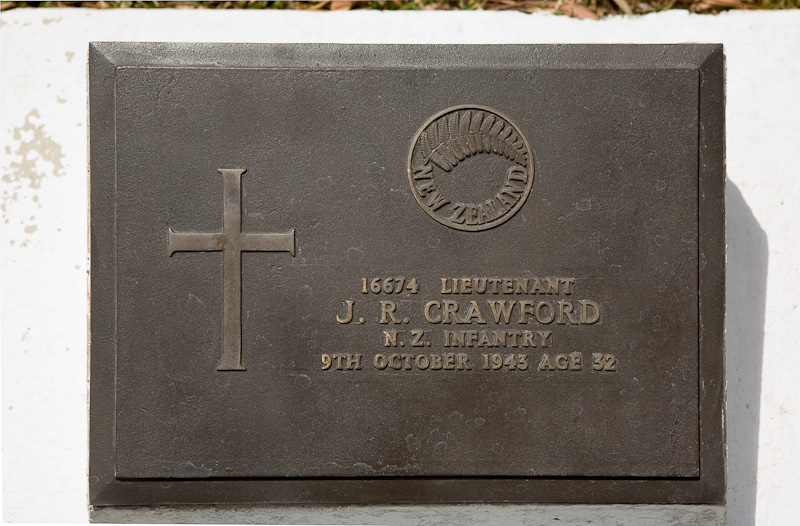 NEW ZEALAND
16674 LIEUTENANT
J. R. CRAWFORD
N. Z. INFANTRY
9TH OCTOBER 1943 AGE 32